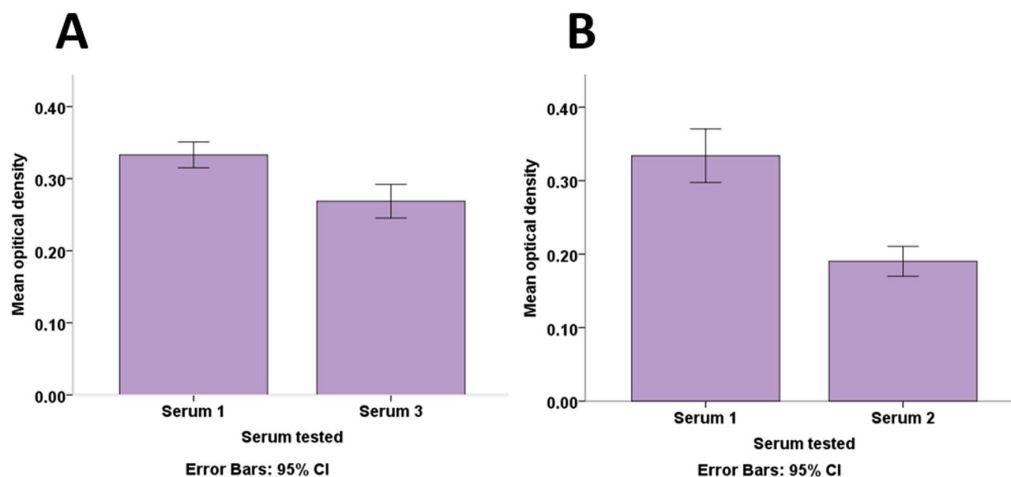 A
Mean opitical density
0.40
0.30
0.20
0.10
0.00
Serum 1
Serum 3
Serum tested
Error Bars: 95% CI
B
Mean optical density
0.40
0.30
0.20
0.10
0.00
Serum 1
Serum 2
Serum tested
Error Bars: 95% CI